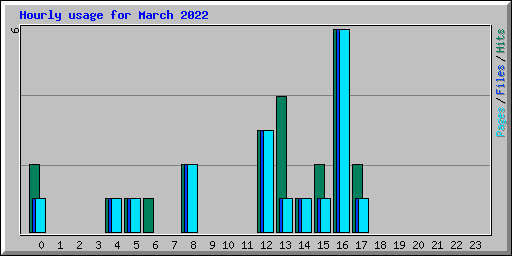 Hourly usage for March 2022
6
Pages/Files/Hits
0 1 2 3 4 5 6 7 8 9 10 11 12 13 14 15 16 17 18 19 20 21 22 23